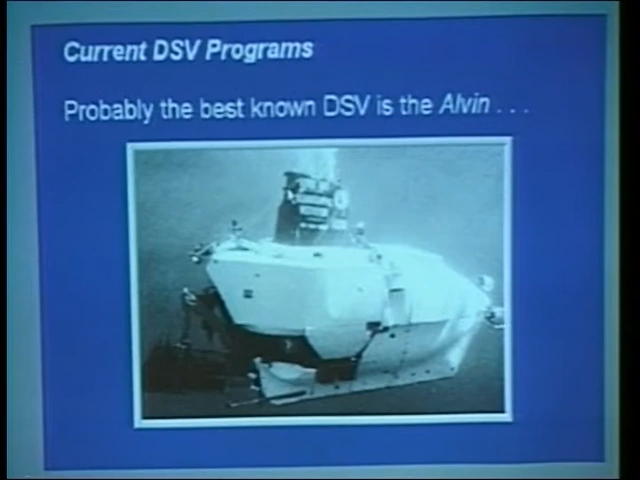 Current DSV Programs
Probably the best known DSV is the Alvin . . .